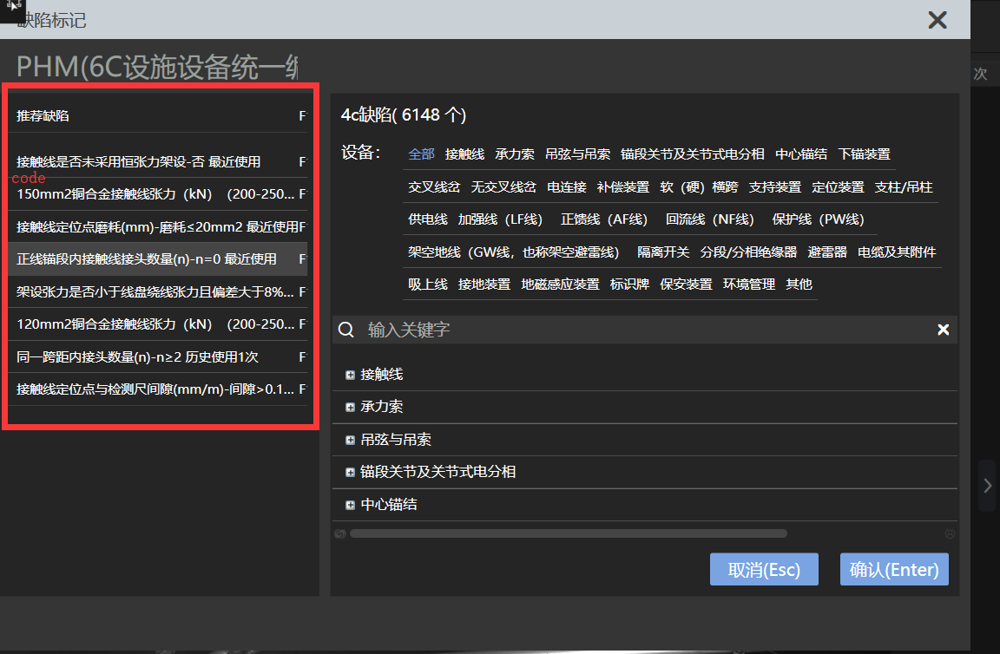 缺陷标记
PHM(6C设施设备统一编
次
推荐缺陷 F
接触线是否未采用恒张力架设-否 最近使用 F
code
150mm2铜合金接触线张力（kN）（200-250... F
接触线定位点磨耗(mm)-磨耗≤20mm2 最近使用F
正线锚段内接触线接头数量(n)-n=0 最近使用 F
架设张力是否小于线盘绕线张力且偏差大于8%... F
120mm2铜合金接触线张力（kN）（200-250... F
同一跨距内接头数量(n)-n≥2 历史使用1次 F
接触线定位点与检测尺间隙(mm/m)-间隙>0.1... F
4c缺陷( 6148 个)
设备: 全部 接触线 承力索 吊弦与吊索 锚段关节及关节式电分相 中心锚结 下锚装置
交叉线岔 无交叉线岔 电连接 补偿装置 软（硬）横跨 支持装置 定位装置 支柱/吊柱
供电线 加强线（LF线） 正馈线（AF线） 回流线（NF线） 保护线（PW线）
架空地线（GW线，也称架空避雷线） 隔离开关 分段/分相绝缘器 避雷器 电缆及其附件
吸上线 接地装置 地磁感应装置 标识牌 保安装置 环境管理 其他
输入关键字
接触线
承力索
吊弦与吊索
锚段关节及关节式电分相
中心锚结
取消(Esc) 确认(Enter)